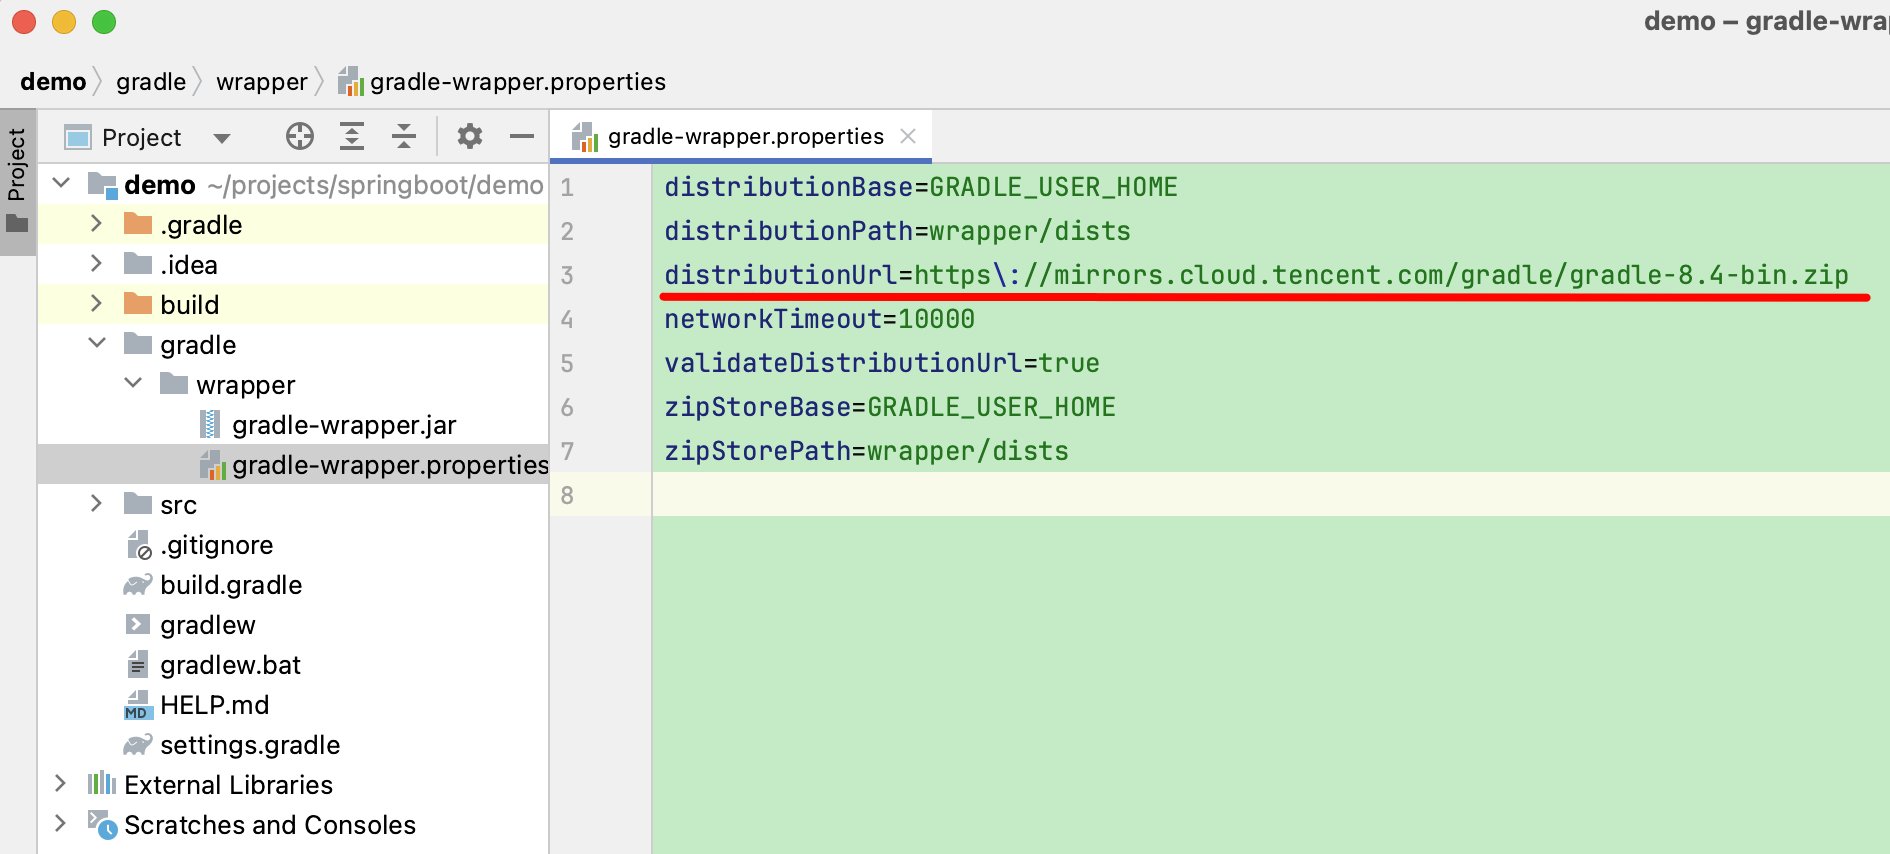 demo – gradle-wra
demo gradle wrapper gradle-wrapper.properties
Project
Project
gradle-wrapper.properties
demo ~/projects/springboot/demo
.gradle
.idea
build
gradle
wrapper
gradle-wrapper.jar
gradle-wrapper.properties
src
.gitignore
build.gradle
gradlew
gradlew.bat
MD HELP.md
settings.gradle
External Libraries
Scratches and Consoles
1 distributionBase=GRADLE_USER_HOME
2 distributionPath=wrapper/dists
3 distributionUrl=https\://mirrors.cloud.tencent.com/gradle/gradle-8.4-bin.zip
4 networkTimeout=10000
5 validateDistributionUrl=true
6 zipStoreBase=GRADLE_USER_HOME
7 zipStorePath=wrapper/dists
8